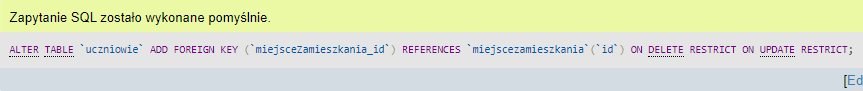 Zapytanie SQL zostało wykonane pomyślnie.
ALTER TABLE `uczniowie` ADD FOREIGN KEY (`miejsceZamieszkania_id`) REFERENCES `miejscezamieszkania`(`id`) ON DELETE RESTRICT ON UPDATE RESTRICT;
[Ed